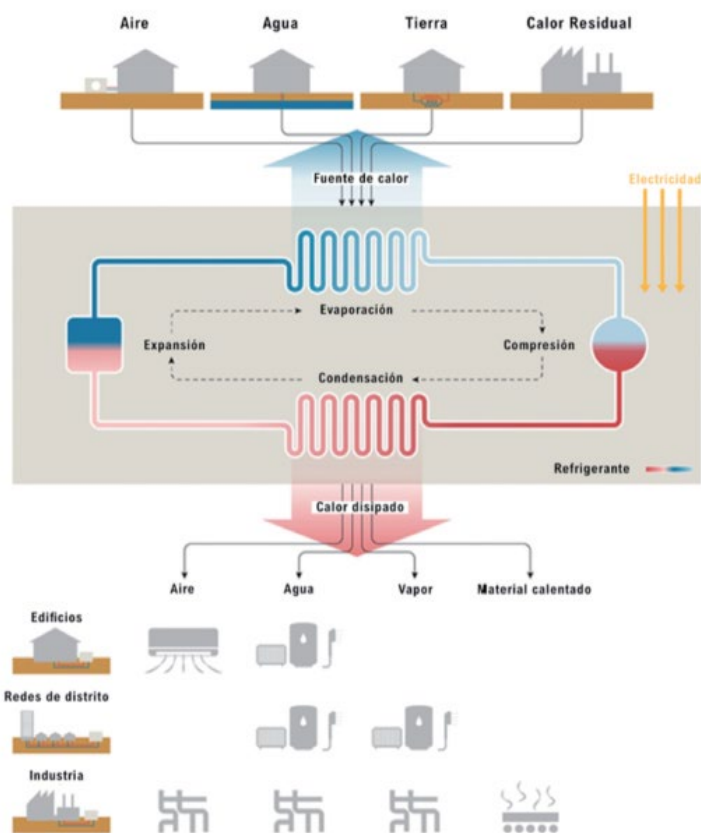 Aire Agua Tierra Calor Residual
Fuente de calor
Electricidad
Evaporación
Expansión Compresión
Condensación
Refrigerante
Calor disipado
Aire Agua Vapor Material calentado
Edificios
Redes de distrito
Industria